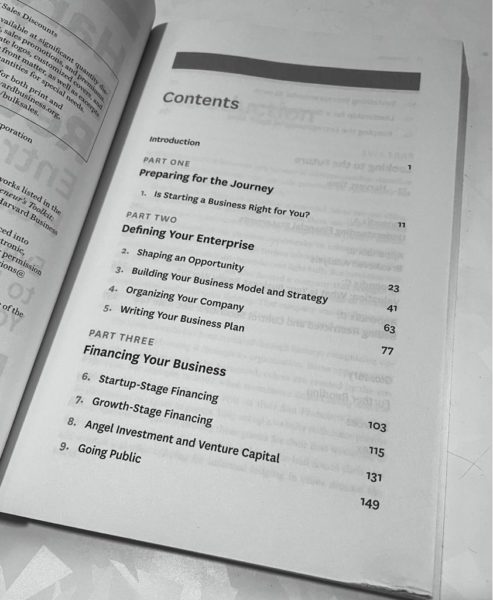 Sales Discounts
available at significant quantity dis-
sales promotions, and premiums.
ate logos, customized covers, and
front matter, as well as excerpts
quantities for special needs.
for both print and
vardbusiness.org,
/bulksales.
rporation
works listed in the
eneur's Toolkit:
Harvard Business
ced into
tronic,
permission
ions@
of the
Contents
Introduction 1
PART ONE
Preparing for the Journey
1. Is Starting a Business Right for You? 11
PART TWO
Defining Your Enterprise
2. Shaping an Opportunity 23
3. Building Your Business Model and Strategy 41
4. Organizing Your Company 63
5. Writing Your Business Plan 77
PART THREE
Financing Your Business
6. Startup-Stage Financing 103
7. Growth-Stage Financing 115
8. Angel Investment and Venture Capital 131
9. Going Public 149